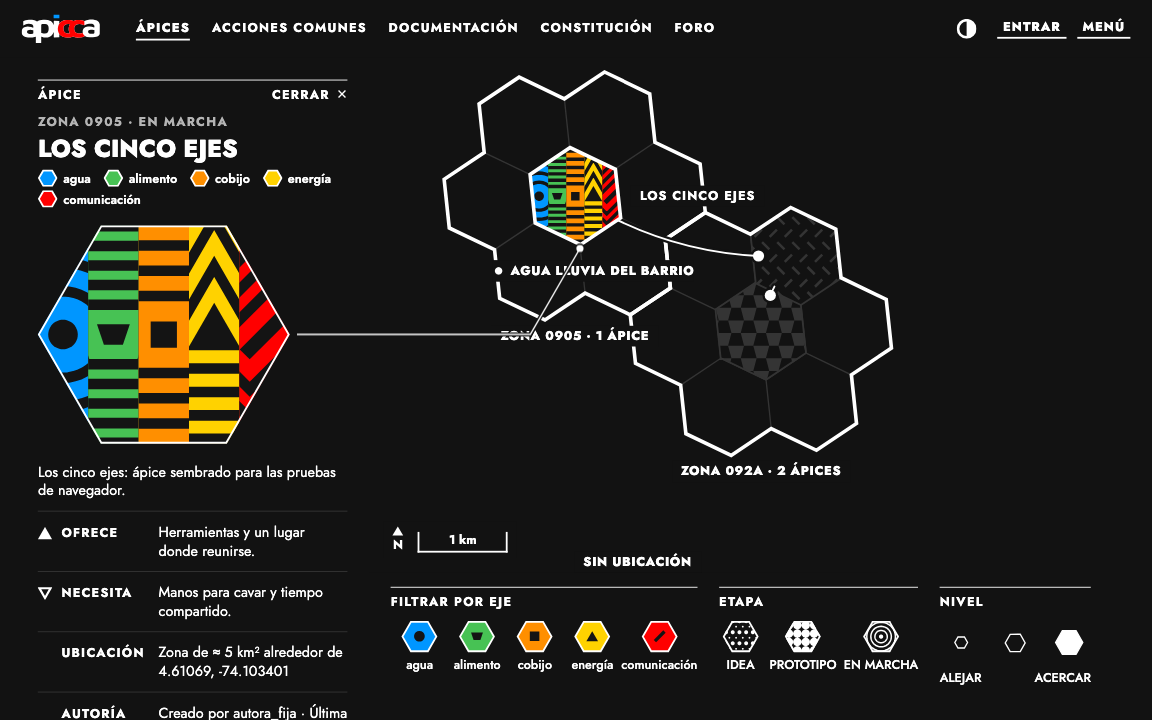 apicca
ÁPICES
ACCIONES COMUNES
DOCUMENTACIÓN
CONSTITUCIÓN
FORO
ENTRAR
MENÚ
ÁPICE
CERRAR ×
ZONA 0905 · EN MARCHA
LOS CINCO EJES
agua
alimento
cobijo
energía
comunicación
Los cinco ejes: ápice sembrado para las pruebas
de navegador.
OFRECE
Herramientas y un lugar
donde reunirse.
NECESITA
Manos para cavar y tiempo
compartido.
UBICACIÓN
Zona de ≈ 5 km² alrededor de
4.61069, -74.103401
AUTORÍA
Creado por autora_fija · Última
LOS CINCO EJES
AGUA LLUVIA DEL BARRIO
ZONA 0905 · 1 ÁPICE
ZONA 092A · 2 ÁPICES
N
1 km
SIN UBICACIÓN
FILTRAR POR EJE
agua
alimento
cobijo
energía
comunicación
ETAPA
IDEA
PROTOTIPO
EN MARCHA
NIVEL
ALEJAR
ACERCAR